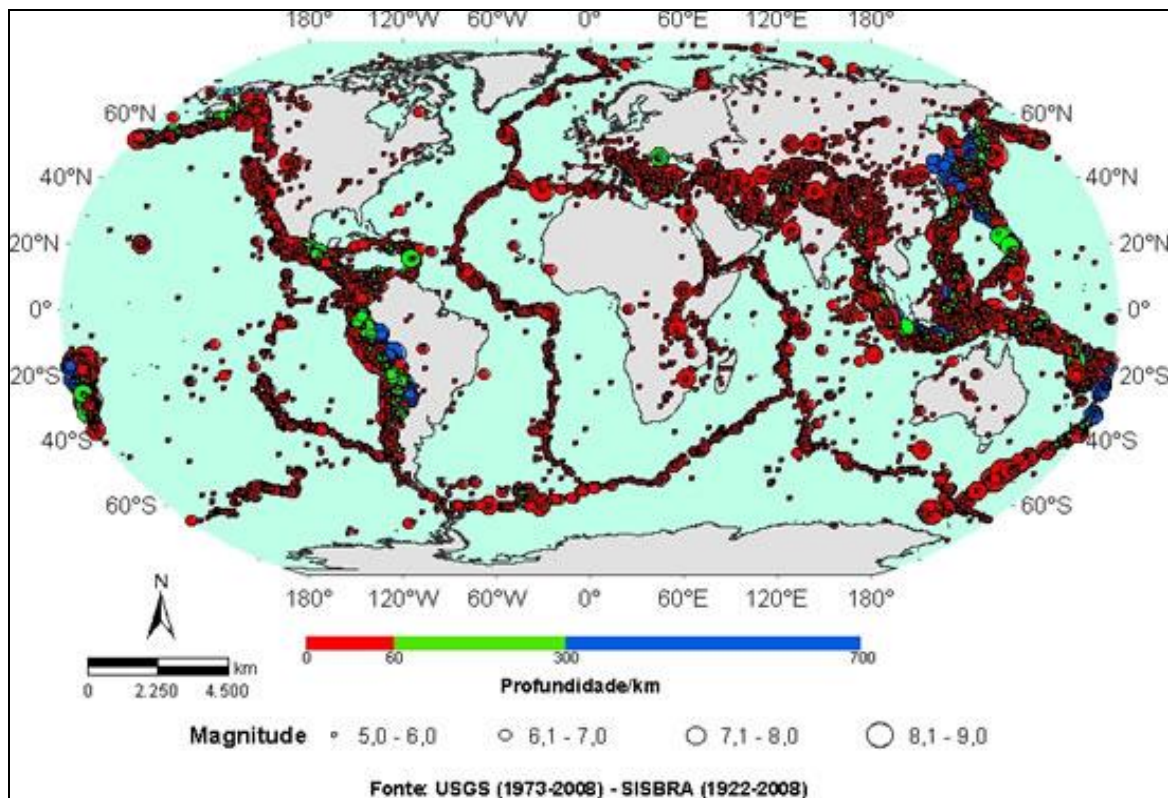 180° 120°W 60°W 0° 60°E 120°E 180°
60°N 60°N
40°N 40°N
20°N 20°N
0° 0°
20°S 20°S
40°S 40°S
60°S 60°S
180° 120°W 60°W 0° 60°E 120°E 180°
N
km
0 2.250 4.500
0 60 300 700
Profundidade/km
Magnitude 5,0 - 6,0 6,1 - 7,0 7,1 - 8,0 8,1 - 9,0
Fonte: USGS (1973-2008) - SISBRA (1922-2008)